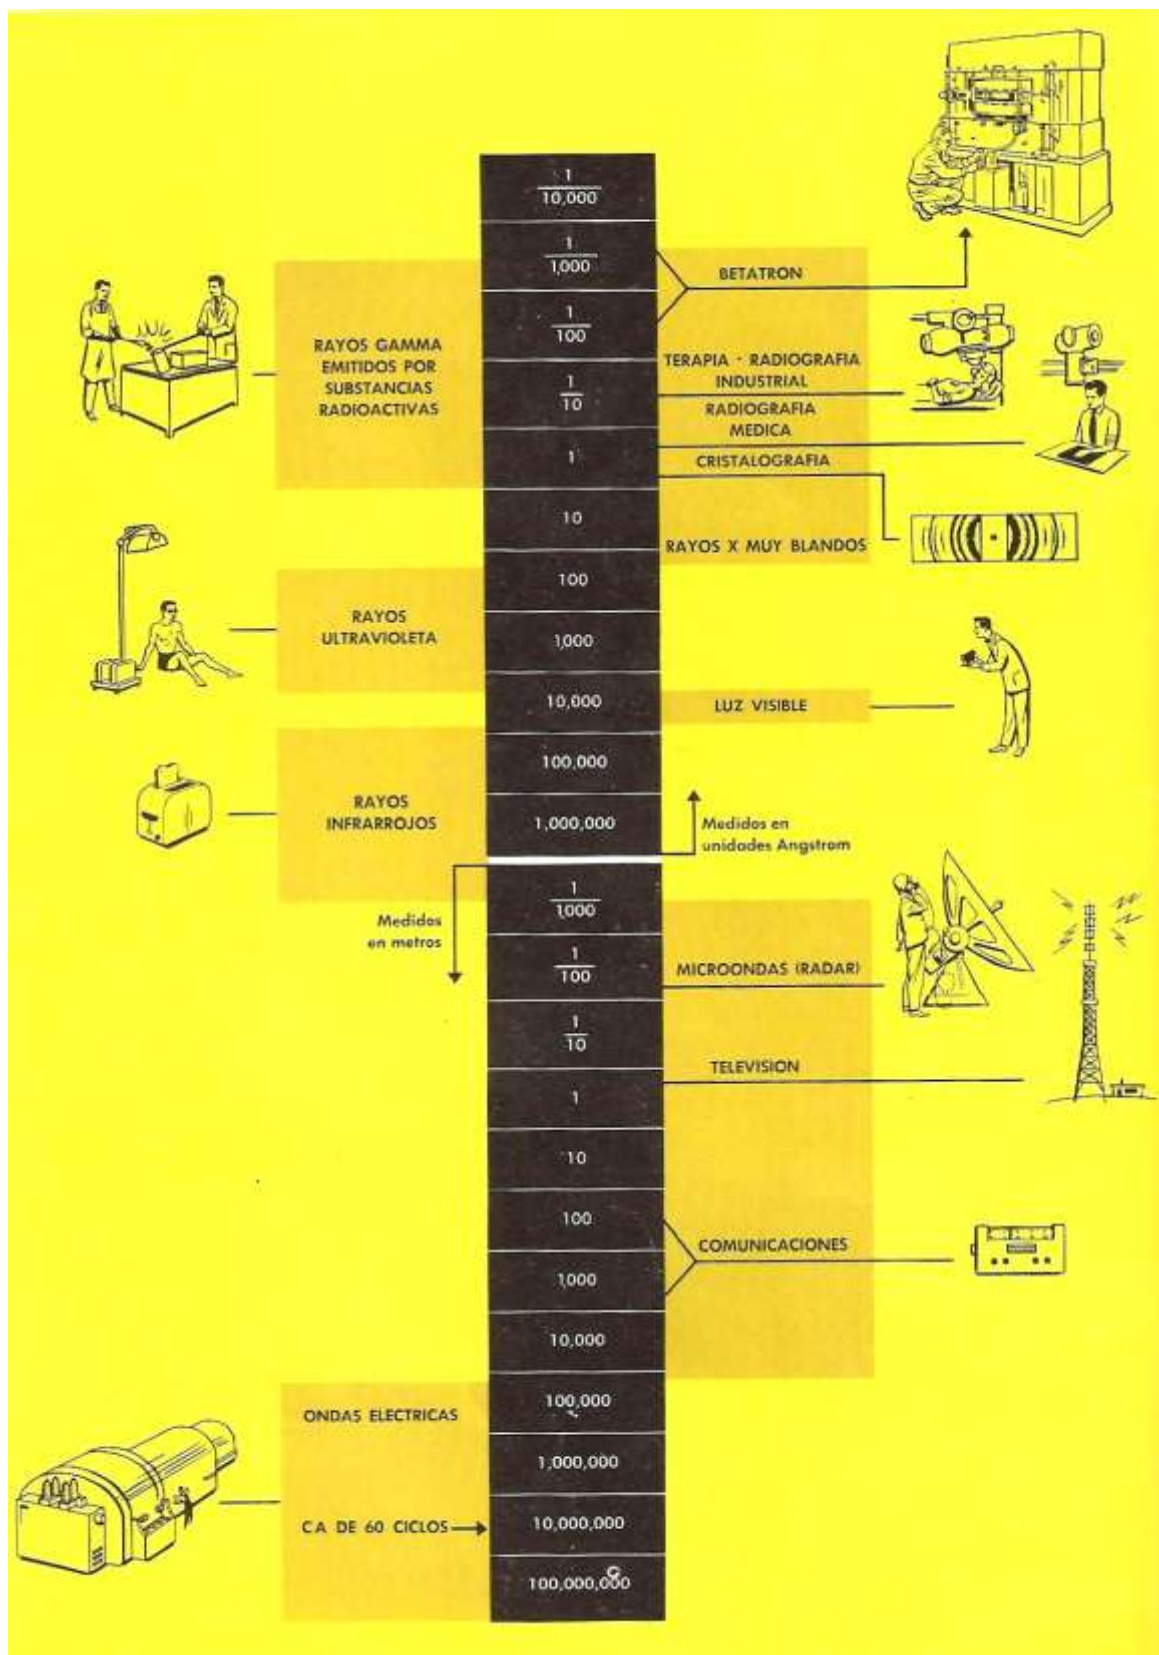 1
10,000
1
1,000
BETATRON
1
100
RAYOS GAMMA
EMITIDOS POR
SUBSTANCIAS
RADIOACTIVAS
TERAPIA · RADIOGRAFIA
INDUSTRIAL
1
10
RADIOGRAFIA
MEDICA
1
CRISTALOGRAFIA
10
RAYOS X MUY BLANDOS
100
RAYOS
ULTRAVIOLETA
1,000
10,000
LUZ VISIBLE
100,000
RAYOS
INFRARROJOS
1,000,000
Medidos en
unidades Angstrom
1
1,000
Medidos
en metros
1
100
MICROONDAS (RADAR)
1
10
TELEVISION
1
10
100
COMUNICACIONES
1,000
10,000
ONDAS ELECTRICAS
100,000
1,000,000
CA DE 60 CICLOS
10,000,000
100,000,000